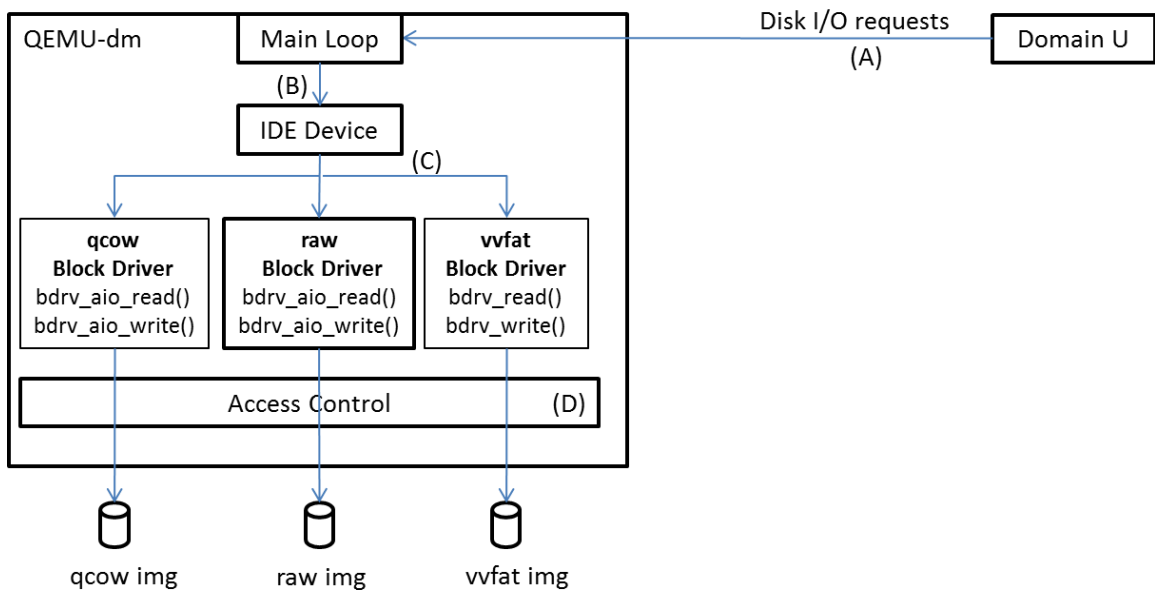 QEMU-dm
Main Loop
Disk I/O requests
(A)
Domain U
(B)
IDE Device
(C)
qcow
Block Driver
bdrv_aio_read()
bdrv_aio_write()
raw
Block Driver
bdrv_aio_read()
bdrv_aio_write()
vvfat
Block Driver
bdrv_read()
bdrv_write()
Access Control
(D)
qcow img
raw img
vvfat img